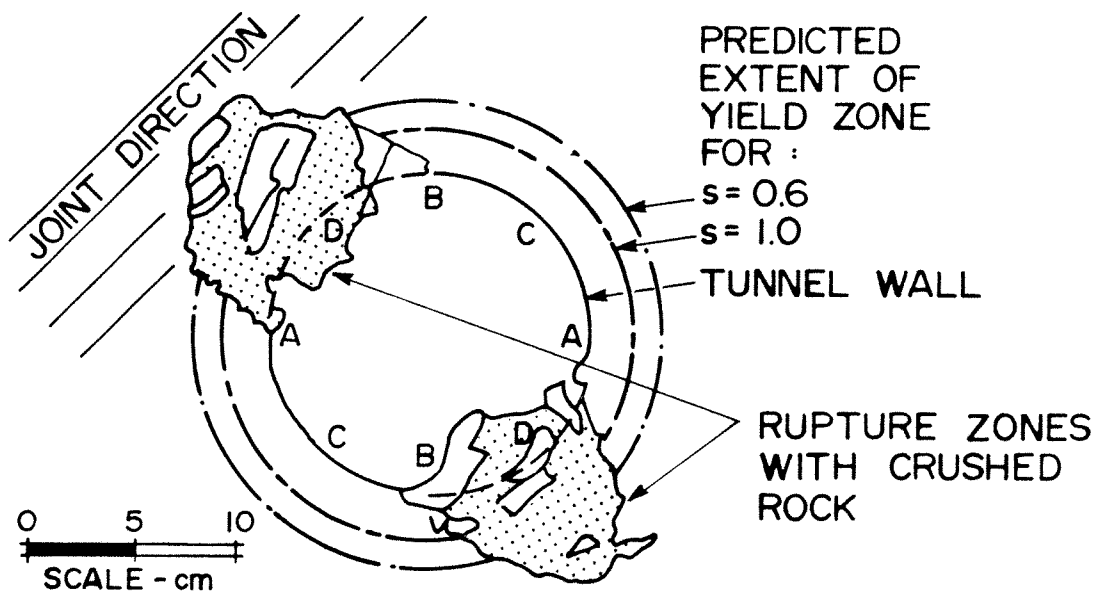 JOINT DIRECTION
PREDICTED
EXTENT OF
YIELD ZONE
FOR :
s= 0.6
s= 1.0
TUNNEL WALL
B
C
D
A
A
C
B
D
RUPTURE ZONES
WITH CRUSHED
ROCK
0 5 10
SCALE - cm